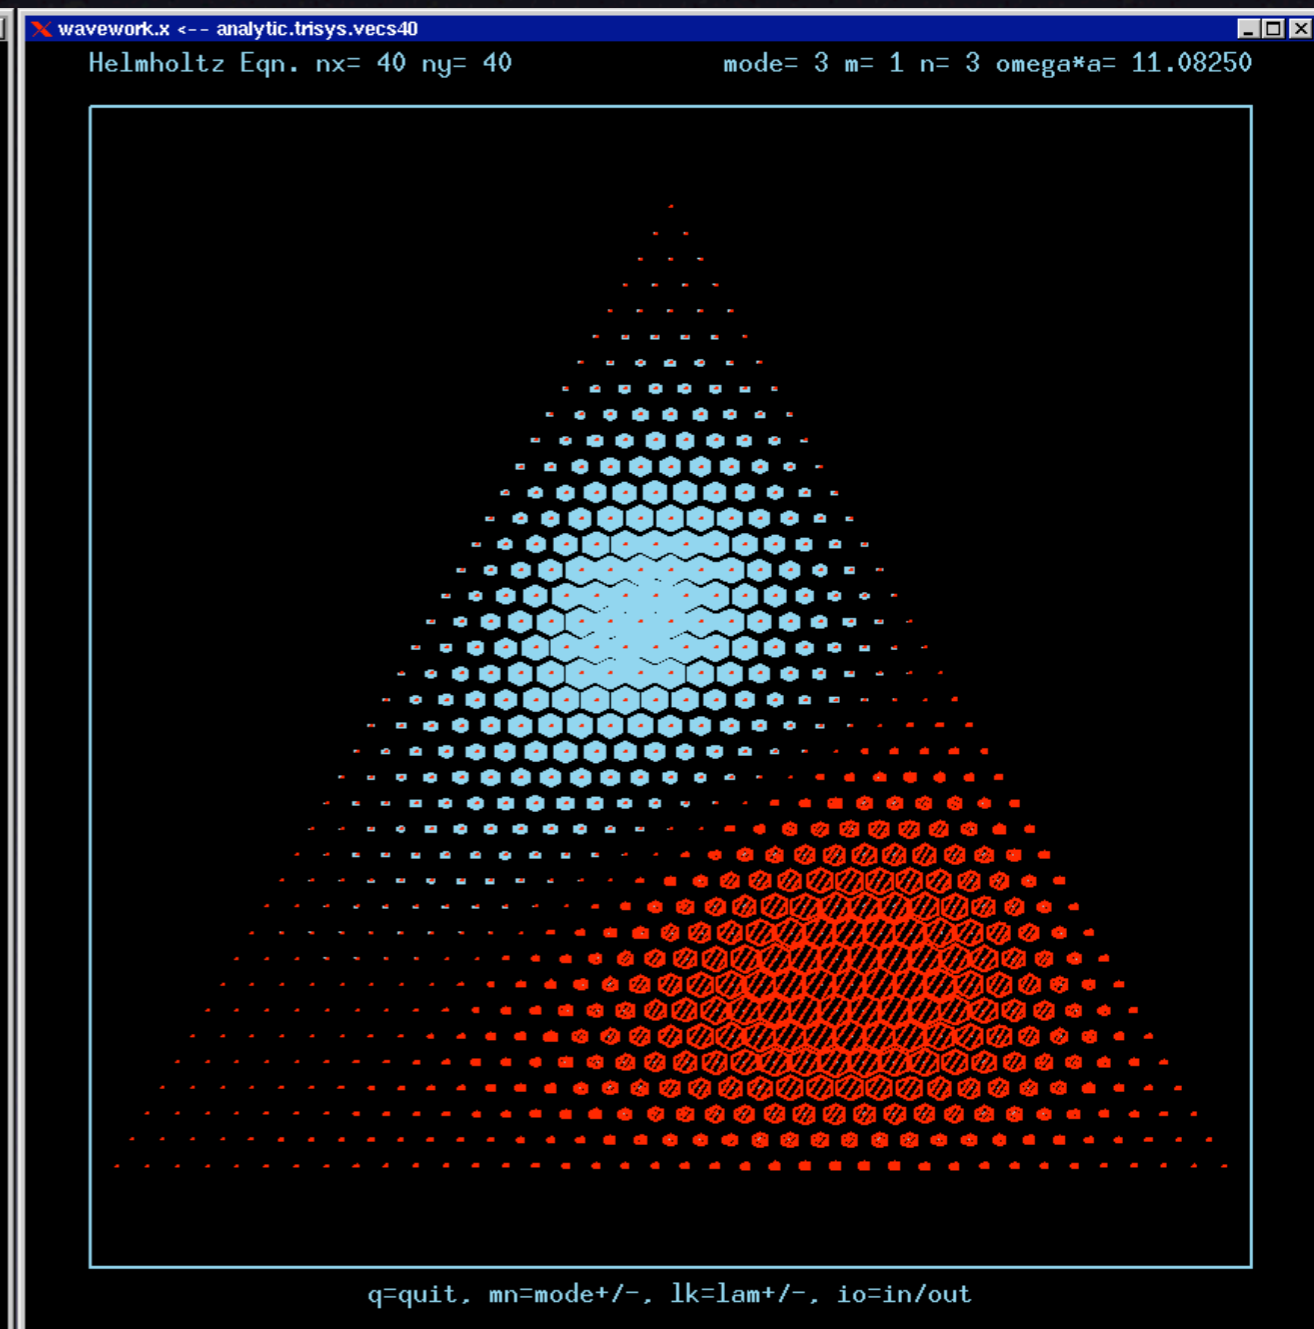 wavework.x <-- analytic.trisys.vecs40
Helmholtz Eqn. nx= 40 ny= 40 mode= 3 m= 1 n= 3 omega*a= 11.08250
q=quit, mn=mode+/-, lk=lam+/-, io=in/out